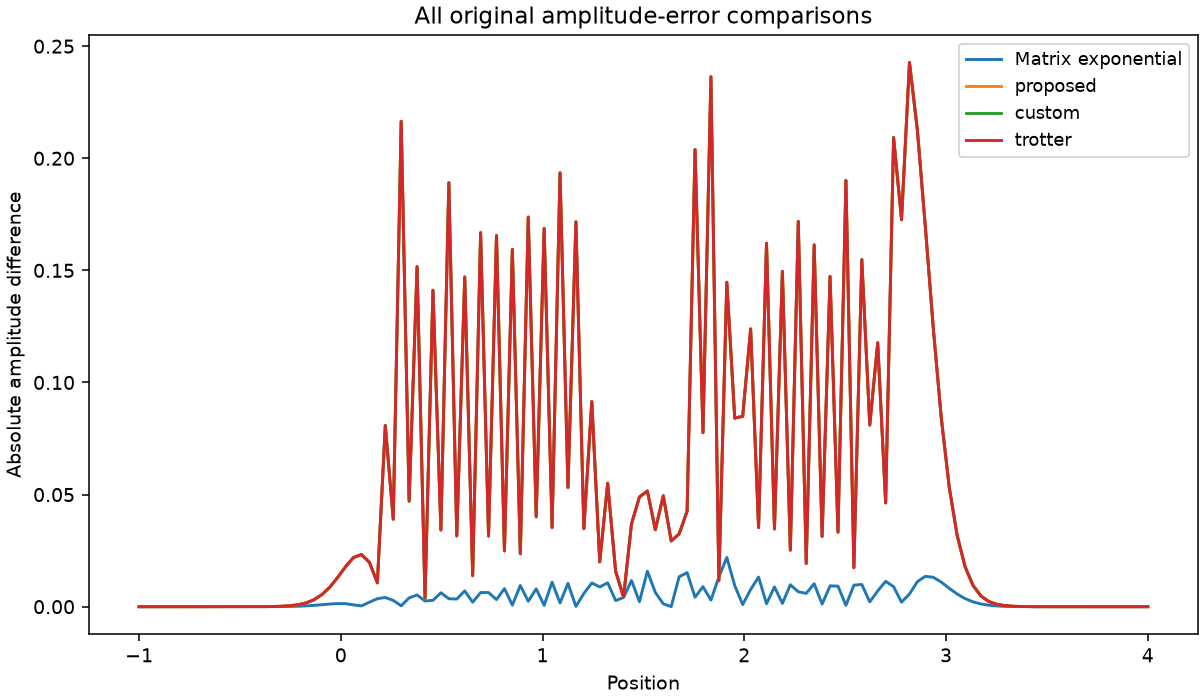 All original amplitude-error comparisons
0.25
0.20
0.15
0.10
0.05
0.00
Absolute amplitude difference
Matrix exponential
proposed
custom
trotter
−1
0
1
2
3
4
Position